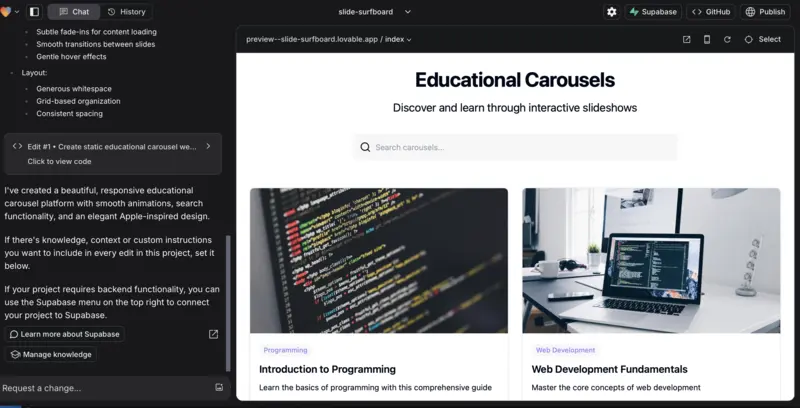 Chat
History
slide-surfboard
Supabase
GitHub
Publish
Subtle fade-ins for content loading
Smooth transitions between slides
Gentle hover effects
Layout:
Generous whitespace
Grid-based organization
Consistent spacing
Edit #1 • Create static educational carousel we...
Click to view code
I've created a beautiful, responsive educational
carousel platform with smooth animations, search
functionality, and an elegant Apple-inspired design.
If there's knowledge, context or custom instructions
you want to include in every edit in this project, set it
below.
If your project requires backend functionality, you can
use the Supabase menu on the top right to connect
your project to Supabase.
Learn more about Supabase
Manage knowledge
Request a change...
preview--slide-surfboard.lovable.app / index
Select
Educational Carousels
Discover and learn through interactive slideshows
Search carousels...
Programming
Introduction to Programming
Learn the basics of programming with this comprehensive guide
Web Development
Web Development Fundamentals
Master the core concepts of web development